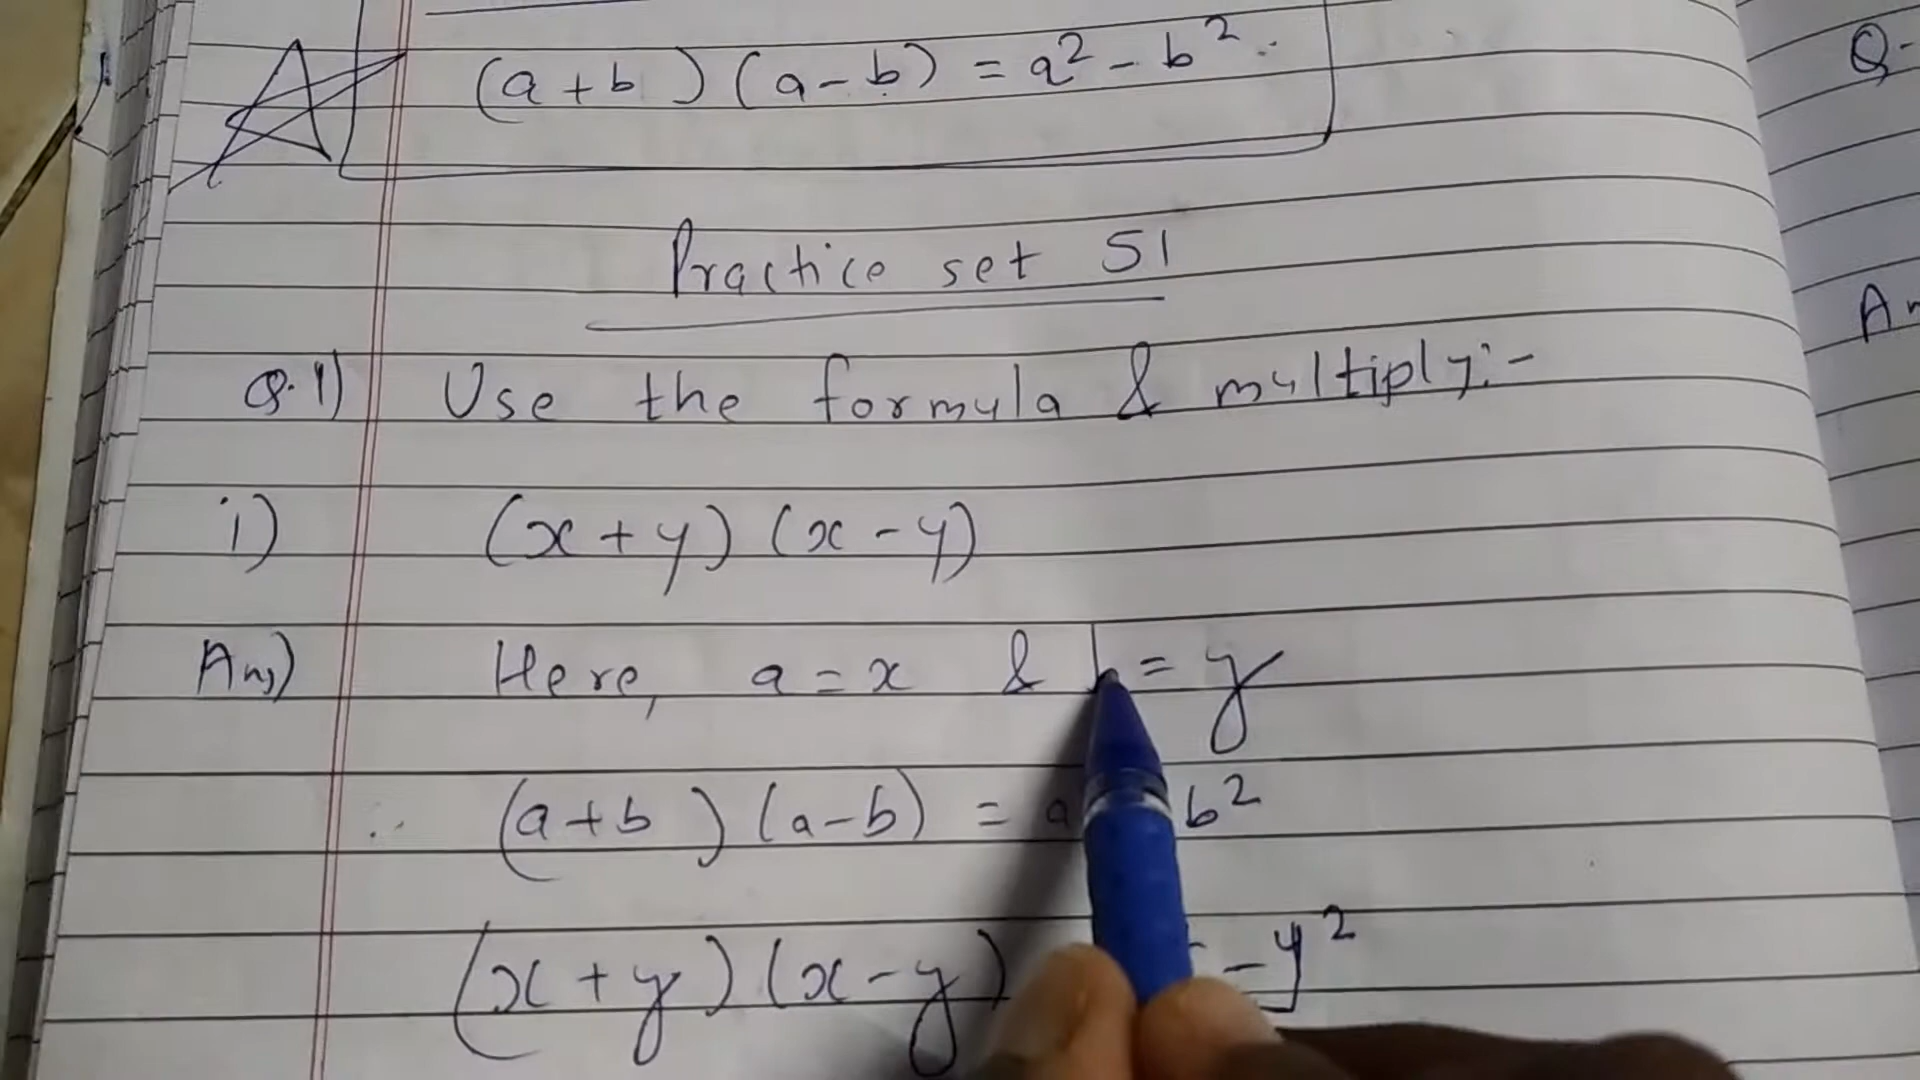 (a+b) (a-b) = a² - b².
Practice set 51
Q.1) Use the formula & multiply:-
i) (x+y) (x-y)
Ans) Here, a=x & b=y
∴ (a+b) (a-b) = a b²
(x+y) (x-y) -y²
Q.